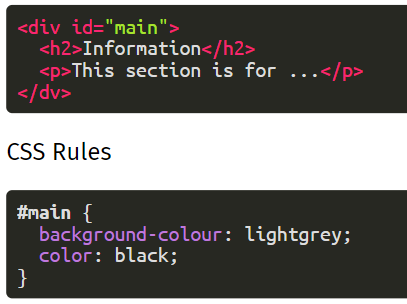 <div id="main">
  <h2>Information</h2>
  <p>This section is for ...</p>
</dv>
CSS Rules
#main {
  background-colour: lightgrey;
  color: black;
}